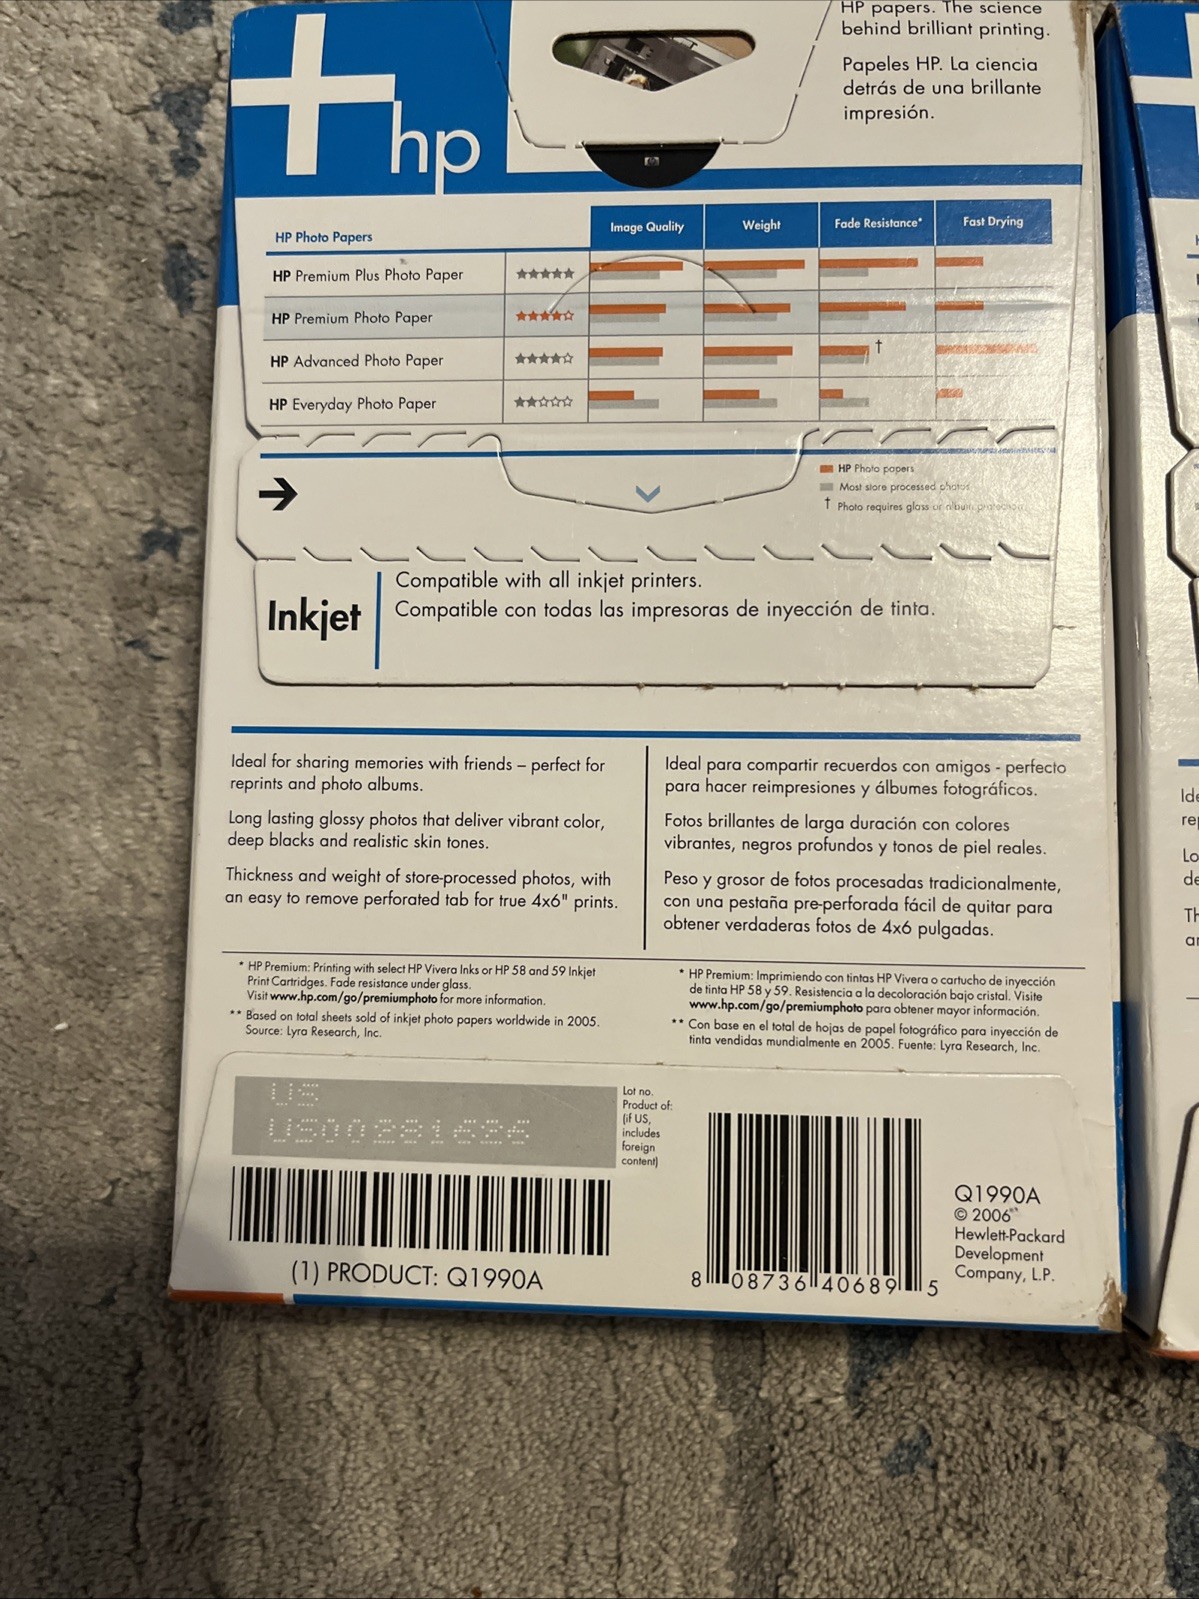 HP papers. The science
behind brilliant printing.
Papeles HP. La ciencia
detrás de una brillante
impresión.
hp
HP Photo Papers
Image Quality
Weight
Fade Resistance*
Fast Drying
HP Premium Plus Photo Paper
HP Premium Photo Paper
HP Advanced Photo Paper
†
HP Everyday Photo Paper
HP Photo papers
Most store processed photos
† Photo requires glass or album protection
Inkjet
Compatible with all inkjet printers.
Compatible con todas las impresoras de inyección de tinta.
Ideal for sharing memories with friends – perfect for
reprints and photo albums.
Long lasting glossy photos that deliver vibrant color,
deep blacks and realistic skin tones.
Thickness and weight of store-processed photos, with
an easy to remove perforated tab for true 4x6" prints.
Ideal para compartir recuerdos con amigos - perfecto
para hacer reimpresiones y álbumes fotográficos.
Fotos brillantes de larga duración con colores
vibrantes, negros profundos y tonos de piel reales.
Peso y grosor de fotos procesadas tradicionalmente,
con una pestaña pre-perforada fácil de quitar para
obtener verdaderas fotos de 4x6 pulgadas.
* HP Premium: Printing with select HP Vivera Inks or HP 58 and 59 Inkjet
Print Cartridges. Fade resistance under glass.
Visit www.hp.com/go/premiumphoto for more information.
** Based on total sheets sold of inkjet photo papers worldwide in 2005.
Source: Lyra Research, Inc.
* HP Premium: Imprimiendo con tintas HP Vivera o cartucho de inyección
de tinta HP 58 y 59. Resistencia a la decoloración bajo cristal. Visite
www.hp.com/go/premiumphoto para obtener mayor información.
** Con base en el total de hojas de papel fotográfico para inyección de
tinta vendidas mundialmente en 2005. Fuente: Lyra Research, Inc.
US
US00281626
Lot no.
Product of:
(if US,
includes
foreign
content)
(1) PRODUCT: Q1990A
8 08736 40689 5
Q1990A
© 2006
Hewlett-Packard
Development
Company, L.P.